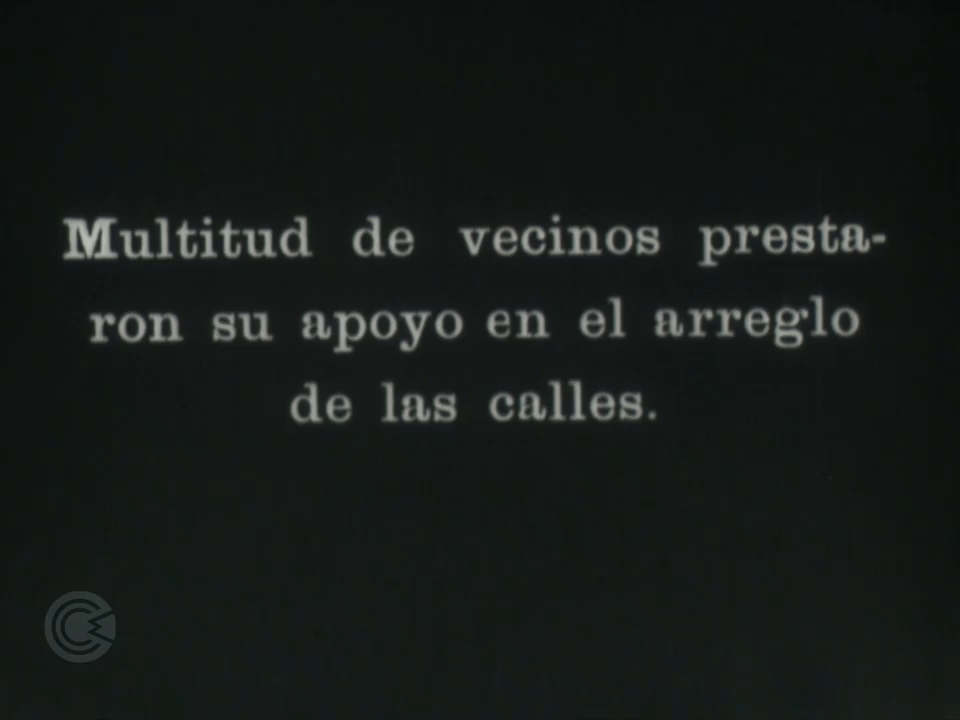 Multitud de vecinos presta-
ron su apoyo en el arreglo
de las calles.